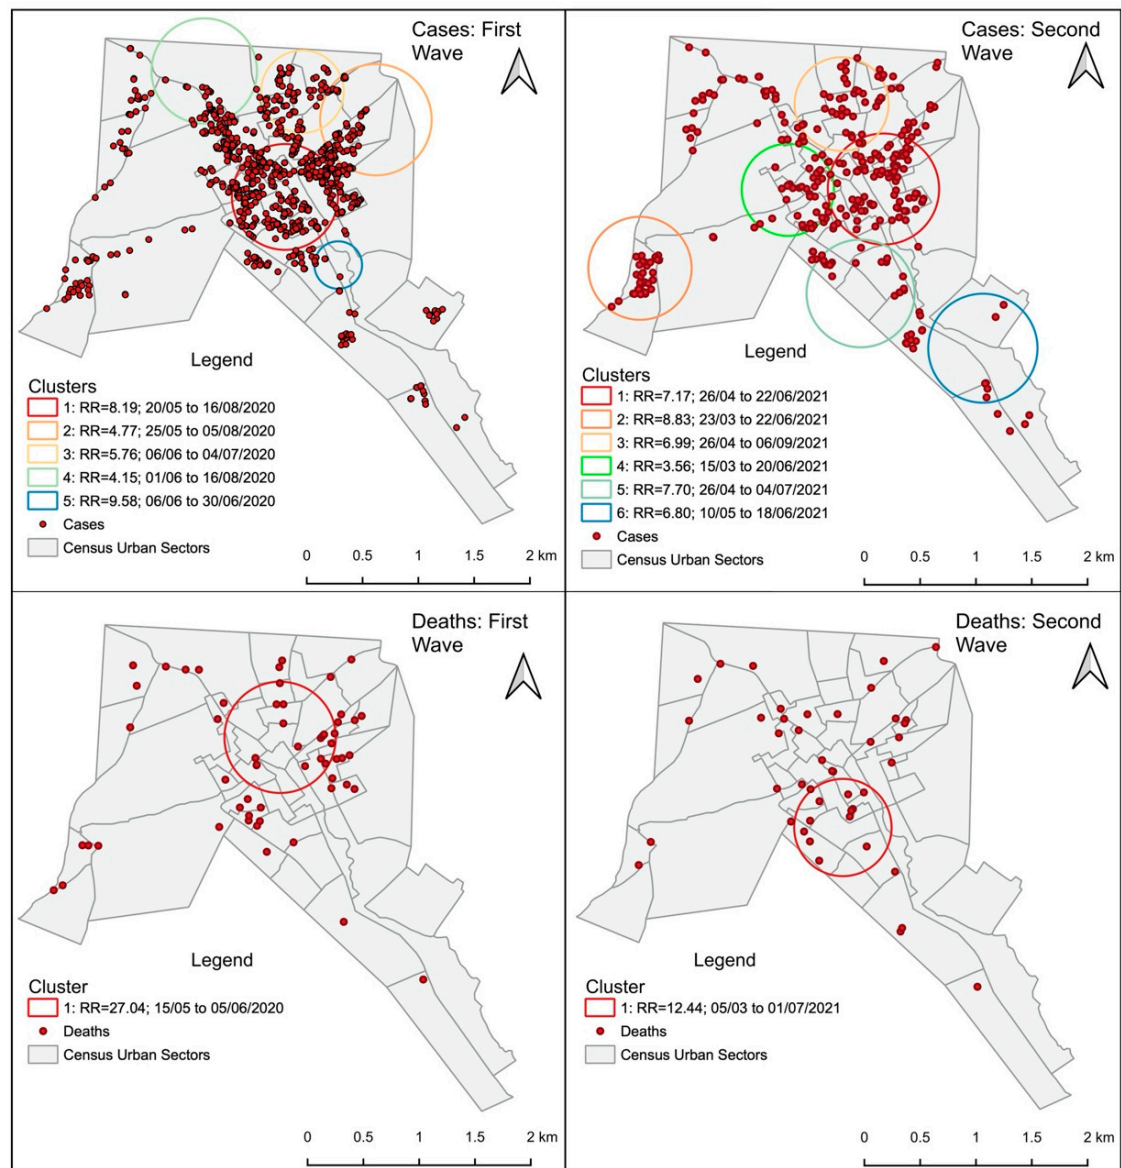 Cases: First
Wave
Legend
Clusters
1: RR=8.19; 20/05 to 16/08/2020
2: RR=4.77; 25/05 to 05/08/2020
3: RR=5.76; 06/06 to 04/07/2020
4: RR=4.15; 01/06 to 16/08/2020
5: RR=9.58; 06/06 to 30/06/2020
Cases
Census Urban Sectors
0 0.5 1 2 km
Cases: Second
Wave
Legend
Clusters
1: RR=7.17; 26/04 to 22/06/2021
2: RR=8.83; 23/03 to 22/06/2021
3: RR=6.99; 26/04 to 06/09/2021
4: RR=3.56; 15/03 to 20/06/2021
5: RR=7.70; 26/04 to 04/07/2021
6: RR=6.80; 10/05 to 18/06/2021
Cases
Census Urban Sectors
0 0.5 1 2 km
Deaths: First
Wave
Legend
Cluster
1: RR=27.04; 15/05 to 05/06/2020
Deaths
Census Urban Sectors
0 0.5 1 2 km
Deaths: Second
Wave
Legend
Cluster
1: RR=12.44; 05/03 to 01/07/2021
Deaths
Census Urban Sectors
0 0.5 1 2 km